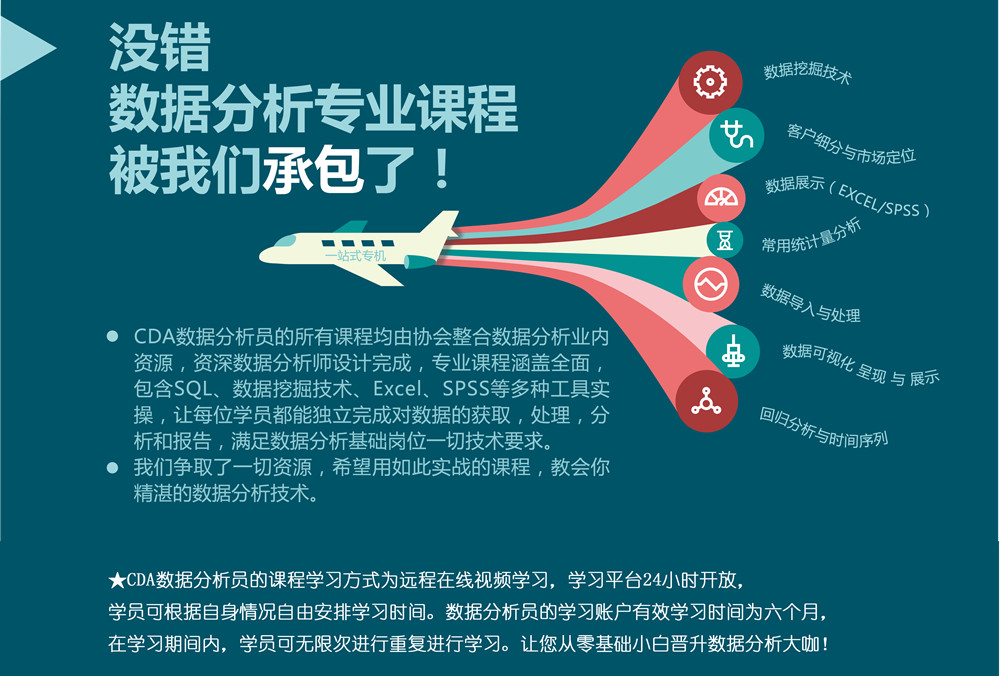 没错
数据分析专业课程
被我们承包了！
一站式专机
数据挖掘技术
客户细分与市场定位
数据展示（EXCEL/SPSS）
常用统计量分析
数据导入与处理
数据可视化 呈现 与 展示
回归分析与时间序列
● CDA数据分析员的所有课程均由协会整合数据分析业内
资源，资深数据分析师设计完成，专业课程涵盖全面，
包含SQL、数据挖掘技术、Excel、SPSS等多种工具实
操，让每位学员都能独立完成对数据的获取，处理，分
析和报告，满足数据分析基础岗位一切技术要求。
● 我们争取了一切资源，希望用如此实战的课程，教会你
精湛的数据分析技术。
★CDA数据分析员的课程学习方式为远程在线视频学习，学习平台24小时开放，
学员可根据自身情况自由安排学习时间。数据分析员的学习账户有效学习时间为六个月，
在学习期间内，学员可无限次进行重复进行学习。让您从零基础小白晋升数据分析大咖！